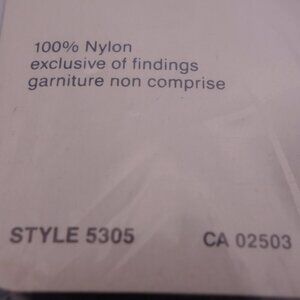 100% Nylon
exclusive of findings
garniture non comprise
STYLE 5305 CA 02503